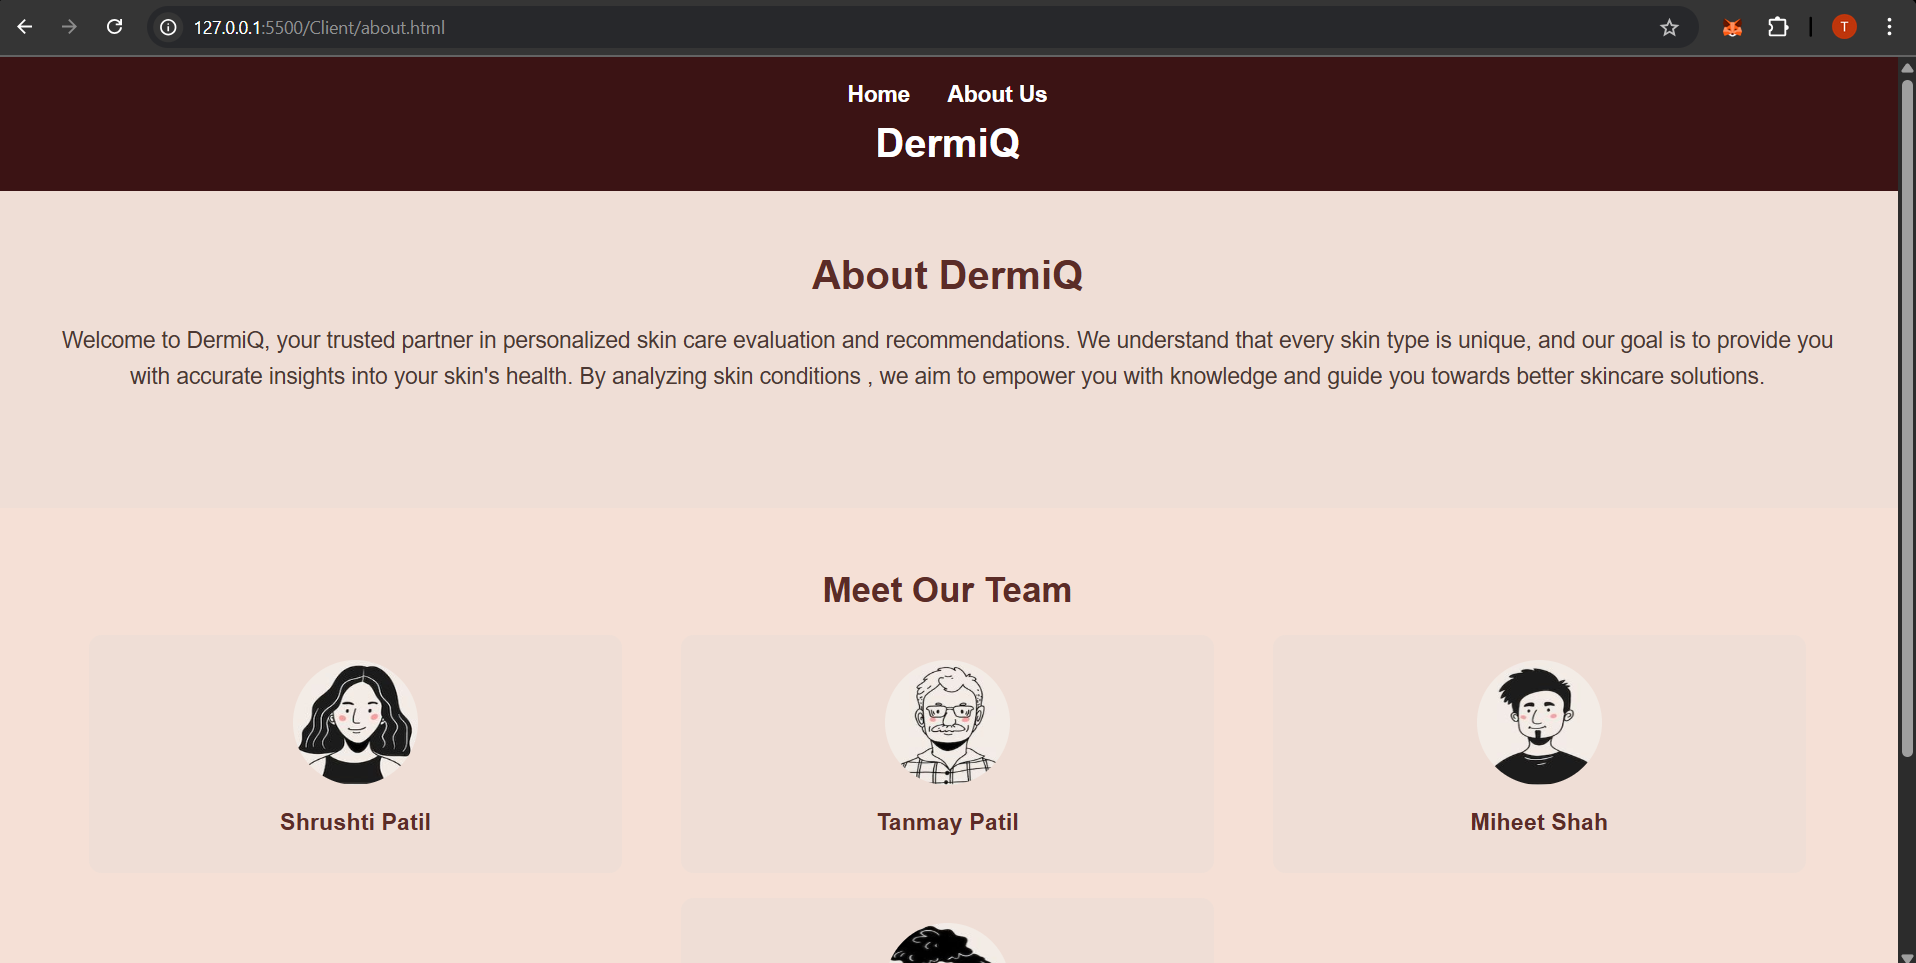 127.0.0.1:5500/Client/about.html
T
Home About Us
DermiQ
About DermiQ
Welcome to DermiQ, your trusted partner in personalized skin care evaluation and recommendations. We understand that every skin type is unique, and our goal is to provide you
with accurate insights into your skin's health. By analyzing skin conditions , we aim to empower you with knowledge and guide you towards better skincare solutions.
Meet Our Team
Shrushti Patil
Tanmay Patil
Miheet Shah